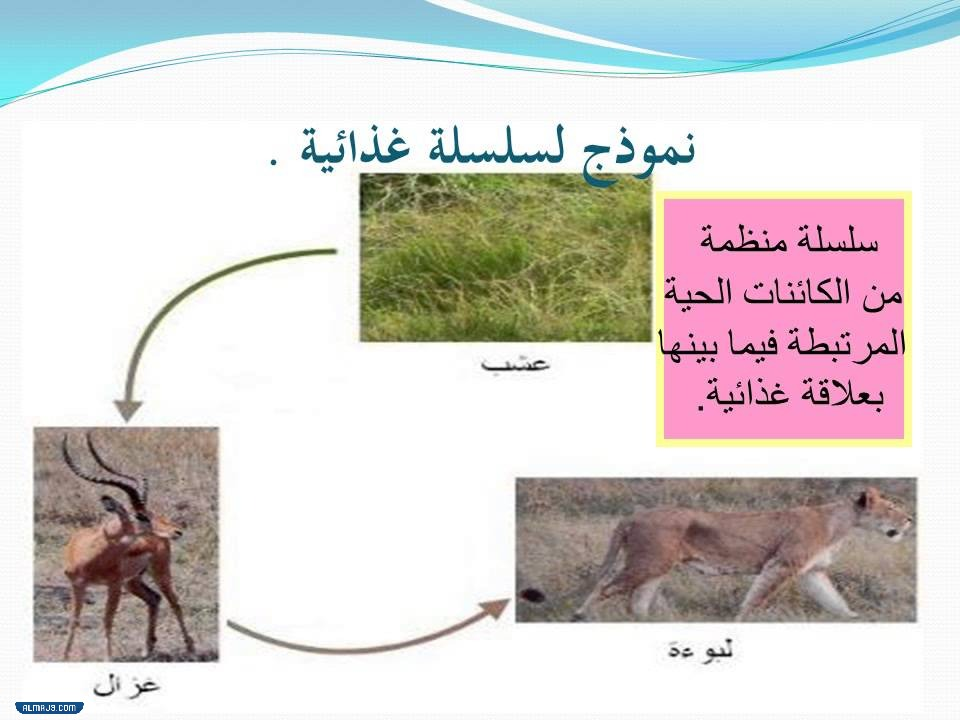 نموذج لسلسلة غذائية .
سلسلة منظمة
من الكائنات الحية
المرتبطة فيما بينها
بعلاقة غذائية.
عشب
لبوءة
غزال
ALMRJ3.COM